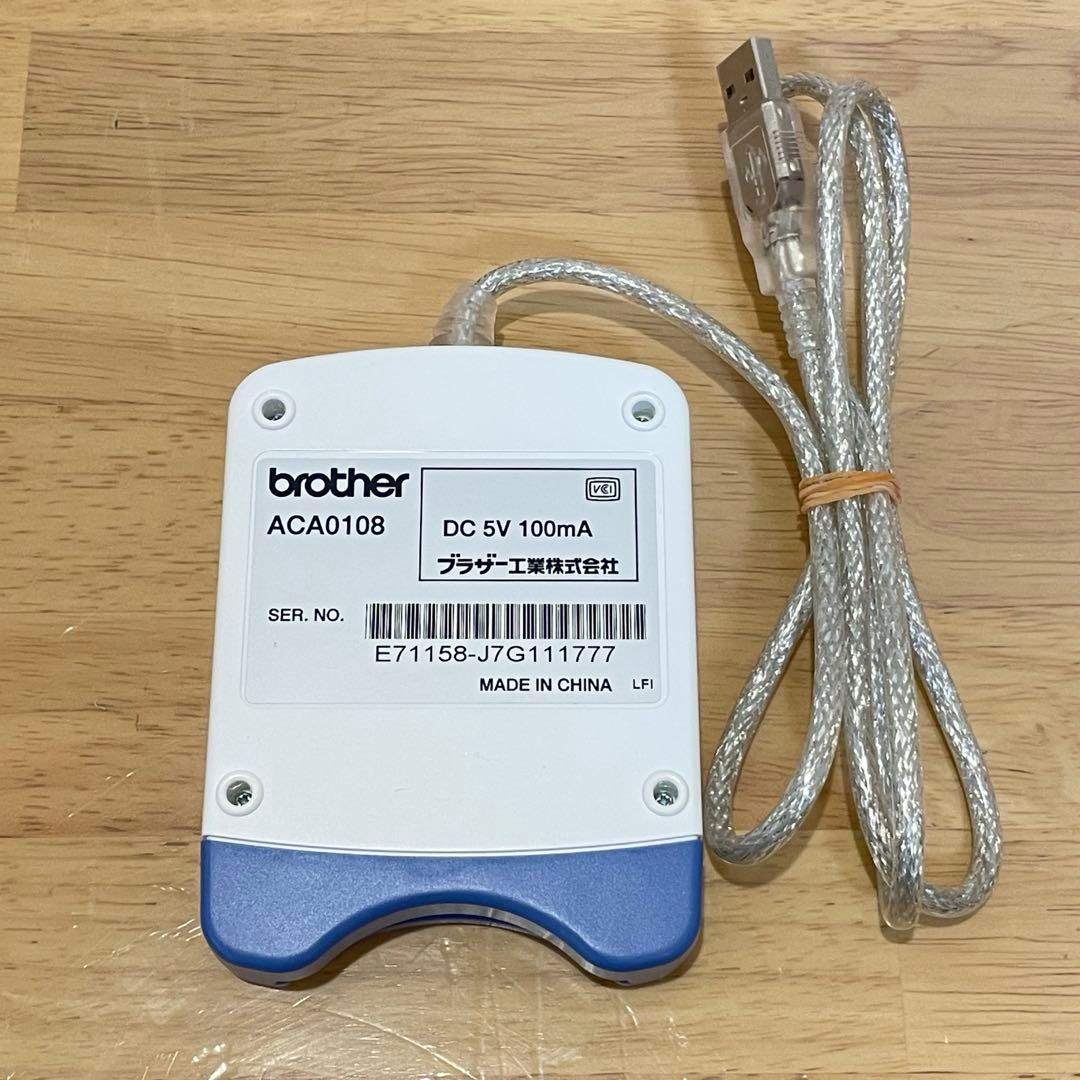 brother
ACA0108
VCI
DC 5V 100mA
ブラザー工業株式会社
SER. NO.
E71158-J7G111777
MADE IN CHINA LFI